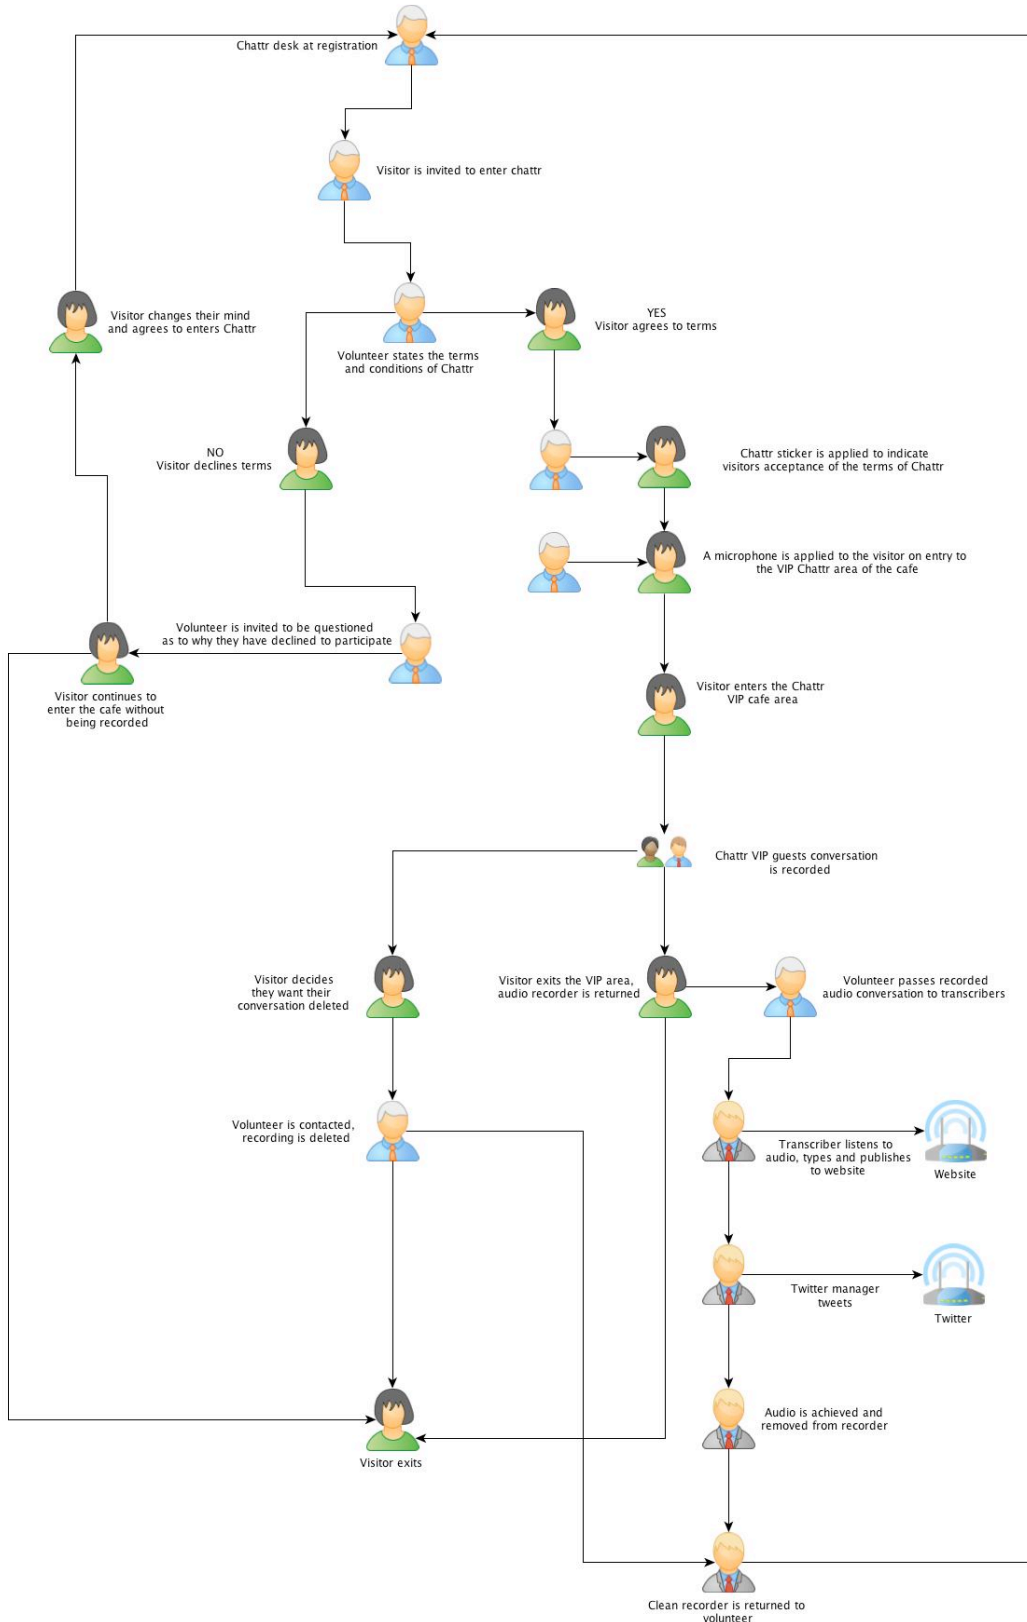 Chattr desk at registration
Visitor is invited to enter chattr
Visitor changes their mind
and agrees to enters Chattr
YES
Visitor agrees to terms
Volunteer states the terms
and conditions of Chattr
NO
Visitor declines terms
Chattr sticker is applied to indicate
visitors acceptance of the terms of Chattr
A microphone is applied to the visitor on entry to
the VIP Chattr area of the cafe
Volunteer is invited to be questioned
as to why they have declined to participate
Visitor continues to
enter the cafe without
being recorded
Visitor enters the Chattr
VIP cafe area
Chattr VIP guests conversation
is recorded
Visitor decides
they want their
conversation deleted
Visitor exits the VIP area,
audio recorder is returned
Volunteer passes recorded
audio conversation to transcribers
Volunteer is contacted,
recording is deleted
Transcriber listens to
audio, types and publishes
to website
Website
Twitter manager
tweets
Twitter
Audio is achieved and
removed from recorder
Visitor exits
Clean recorder is returned to
volunteer